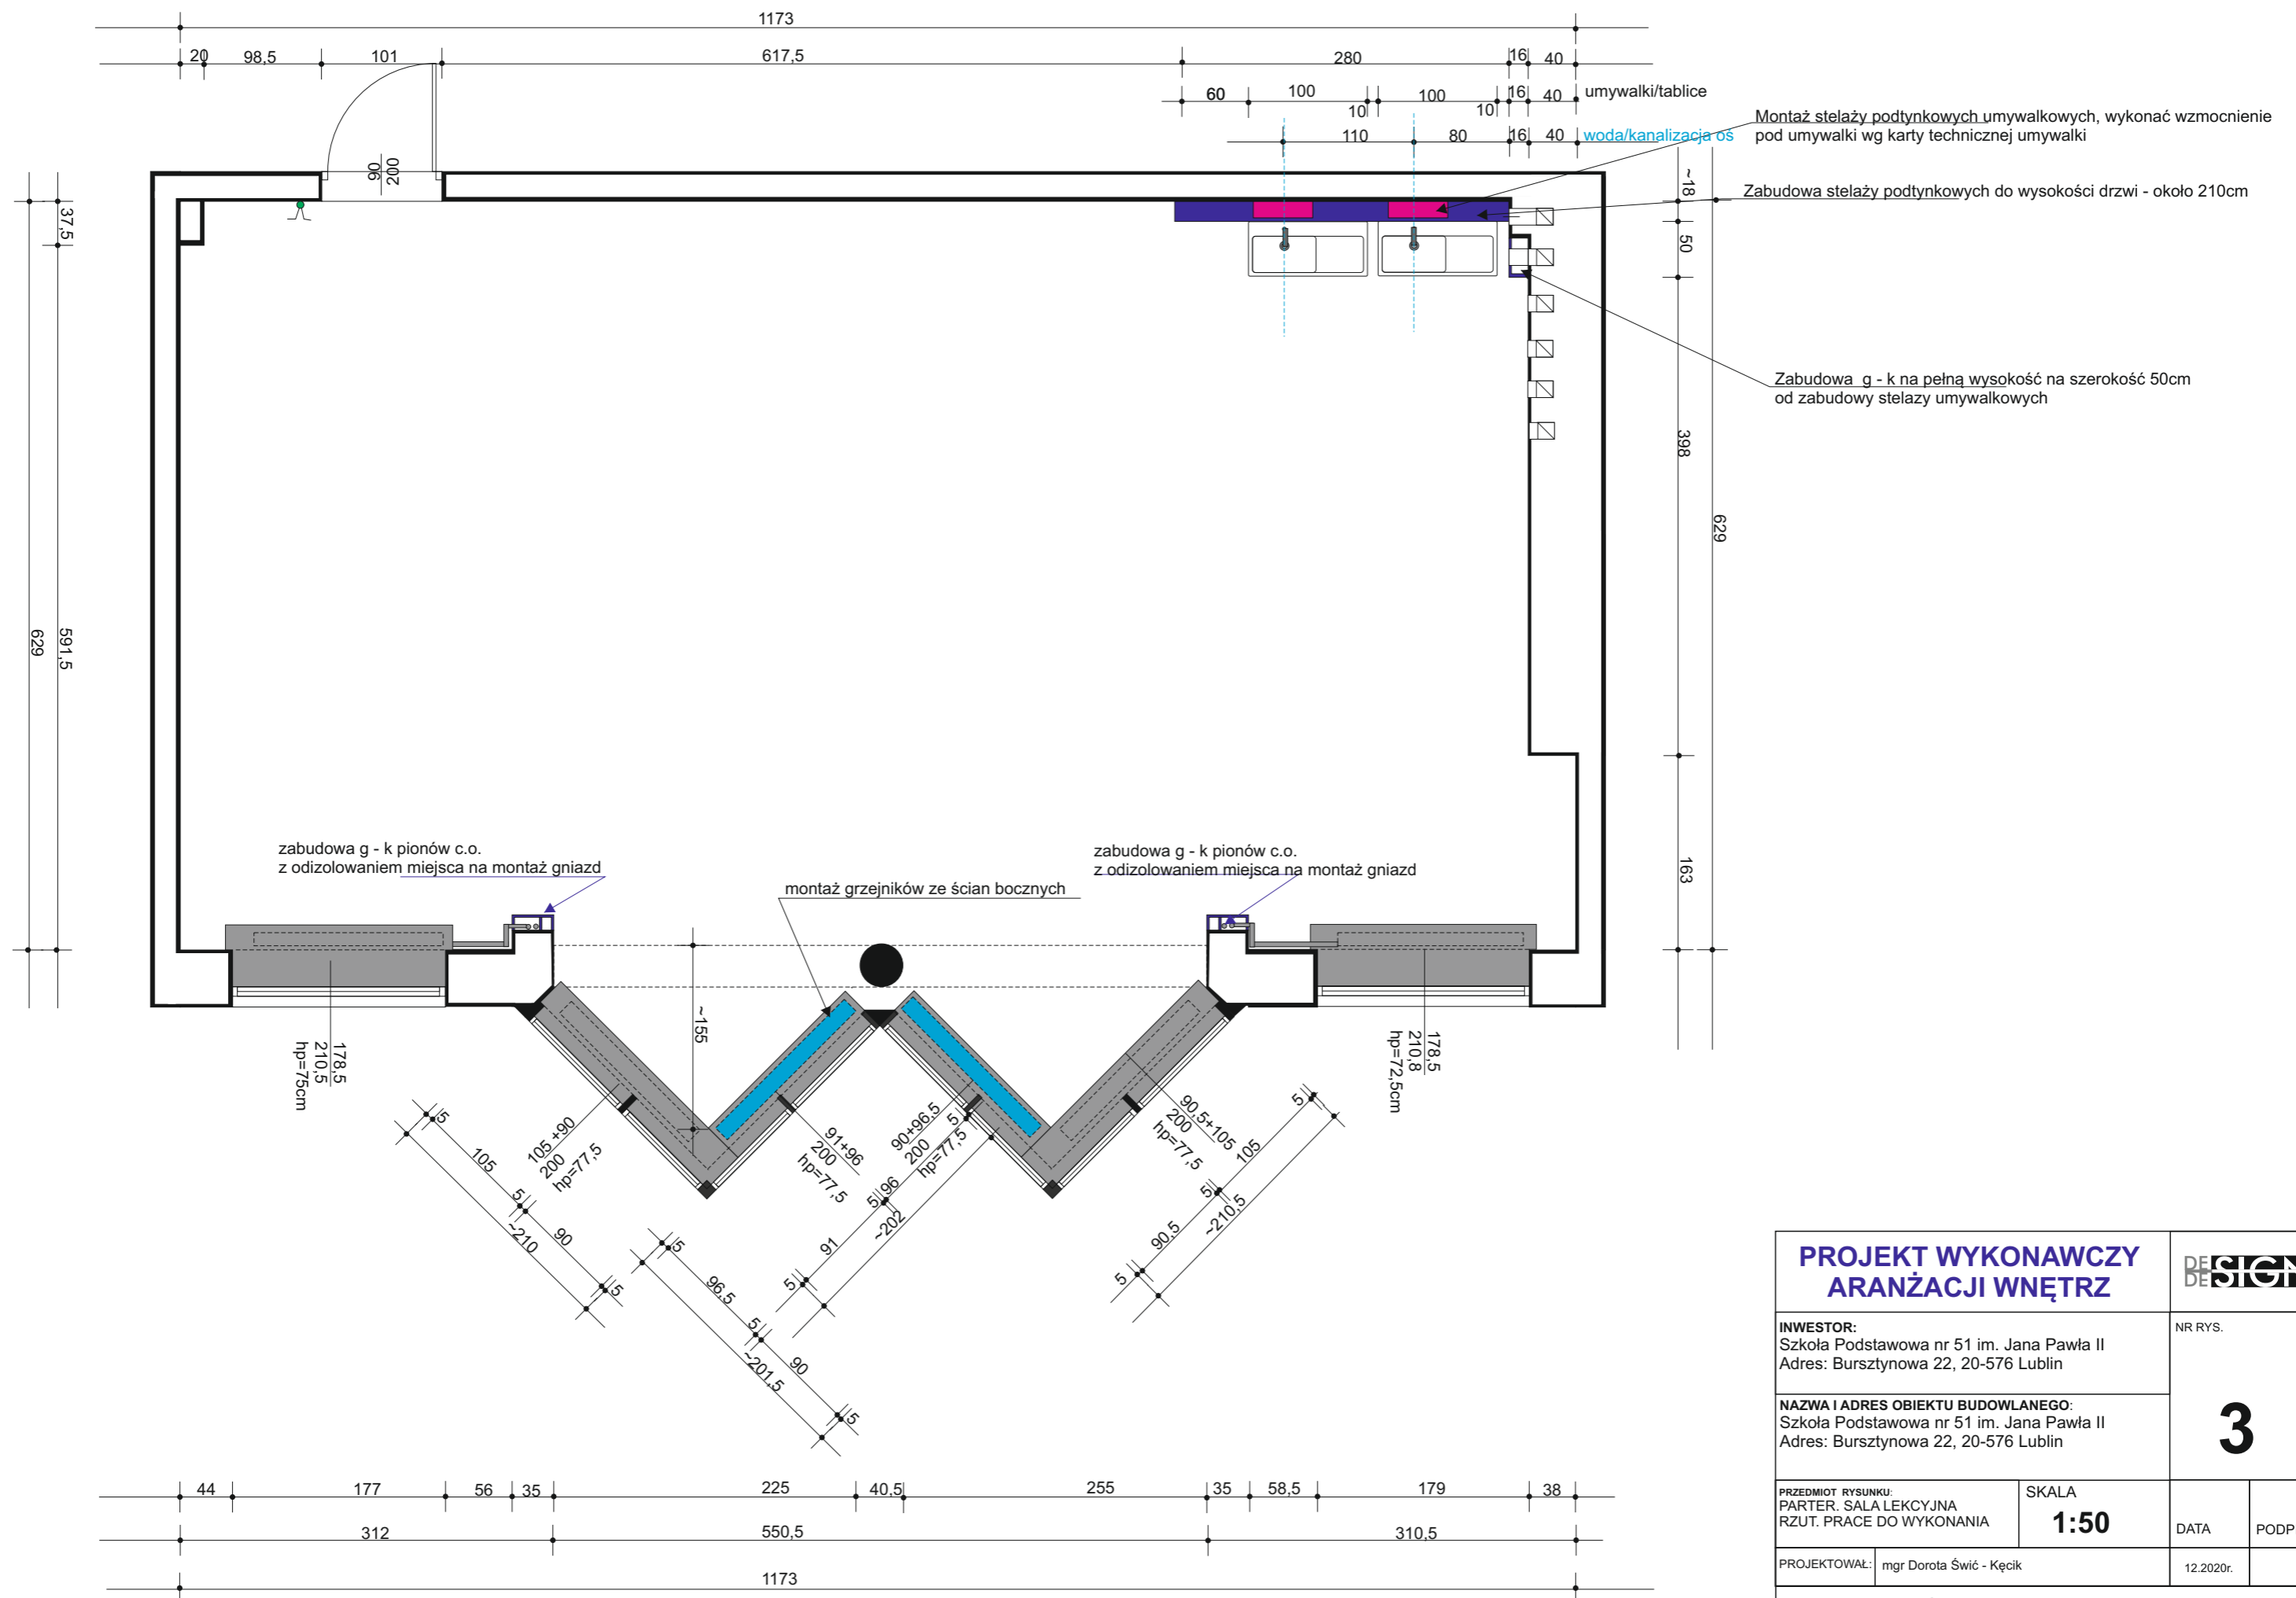 1173
20
98,5
101
617,5
280
16
40
60
100
10
100
10
16
40
umywalki/tablice
110
80
16
40
woda/kanalizacja oś
Montaż stelaży podtynkowych umywalkowych, wykonać wzmocnienie
pod umywalki wg karty technicznej umywalki
Zabudowa stelaży podtynkowych do wysokości drzwi - około 210cm
Zabudowa g - k na pełną wysokość na szerokość 50cm
od zabudowy stelazy umywalkowych
90
200
37,5
591,5
629
~18
50
398
163
629
zabudowa g - k pionów c.o.
z odizolowaniem miejsca na montaż gniazd
montaż grzejników ze ścian bocznych
zabudowa g - k pionów c.o.
z odizolowaniem miejsca na montaż gniazd
~155
178,5
210,5
hp=75cm
178,5
210,8
hp=72,5cm
105 +90
200
hp=77,5
91+96
200
hp=77,5
90+96,5
200
hp=77,5
90,5+105
200
hp=77,5
5
105
5
90
5
~210
5
96,5
5
90
5
~201,5
5
96
5
91
5
~202
5
105
5
90,5
5
~210,5
44
177
56
35
225
40,5
255
35
58,5
179
38
312
550,5
310,5
1173
PROJEKT WYKONAWCZY
ARANŻACJI WNĘTRZ
DE
DE
SIGN
INWESTOR:
Szkoła Podstawowa nr 51 im. Jana Pawła II
Adres: Bursztynowa 22, 20-576 Lublin
NR RYS.
3
NAZWA I ADRES OBIEKTU BUDOWLANEGO:
Szkoła Podstawowa nr 51 im. Jana Pawła II
Adres: Bursztynowa 22, 20-576 Lublin
PRZEDMIOT RYSUNKU:
PARTER. SALA LEKCYJNA
RZUT. PRACE DO WYKONANIA
SKALA
1:50
DATA
PODP
PROJEKTOWAŁ:
mgr Dorota Świć - Kęcik
12.2020r.